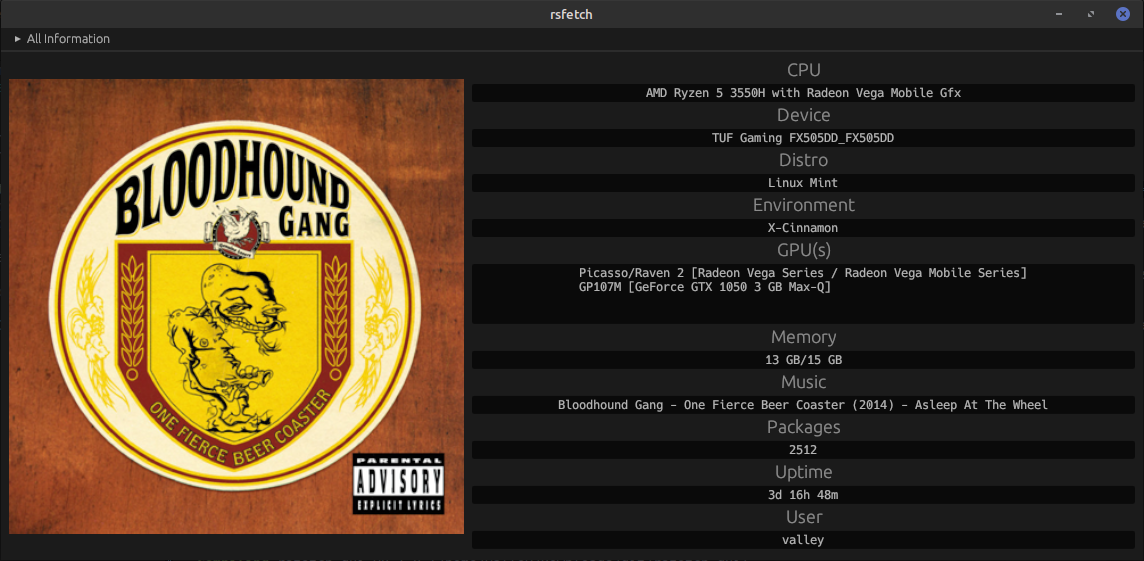 rsfetch
All Information
BLOODHOUND
GANG
ONE FIERCE BEER COASTER
PARENTAL
ADVISORY
EXPLICIT LYRICS
CPU
AMD Ryzen 5 3550H with Radeon Vega Mobile Gfx
Device
TUF Gaming FX505DD_FX505DD
Distro
Linux Mint
Environment
X-Cinnamon
GPU(s)
Picasso/Raven 2 [Radeon Vega Series / Radeon Vega Mobile Series]
GP107M [GeForce GTX 1050 3 GB Max-Q]
Memory
13 GB/15 GB
Music
Bloodhound Gang - One Fierce Beer Coaster (2014) - Asleep At The Wheel
Packages
2512
Uptime
3d 16h 48m
User
valley